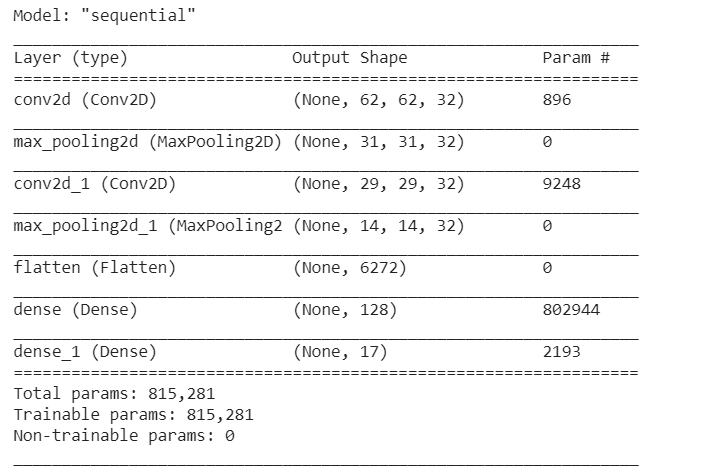 Model: "sequential"
Layer (type) Output Shape Param #
conv2d (Conv2D) (None, 62, 62, 32) 896
max_pooling2d (MaxPooling2D) (None, 31, 31, 32) 0
conv2d_1 (Conv2D) (None, 29, 29, 32) 9248
max_pooling2d_1 (MaxPooling2 (None, 14, 14, 32) 0
flatten (Flatten) (None, 6272) 0
dense (Dense) (None, 128) 802944
dense_1 (Dense) (None, 17) 2193
Total params: 815,281
Trainable params: 815,281
Non-trainable params: 0